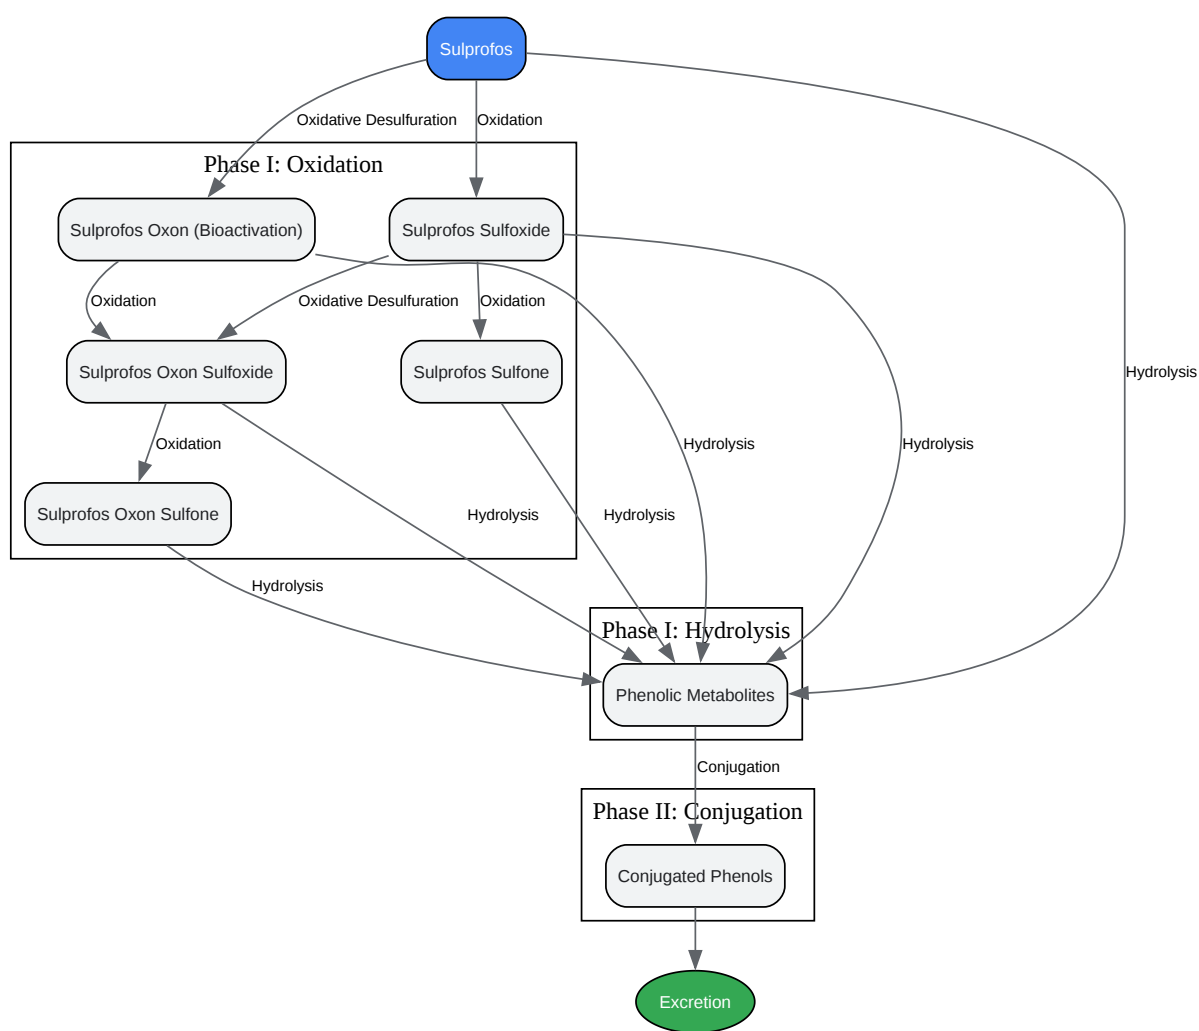 Sulprofos
Oxidative Desulfuration
Oxidation
Phase I: Oxidation
Sulprofos Oxon (Bioactivation)
Sulprofos Sulfoxide
Oxidation
Oxidative Desulfuration
Oxidation
Sulprofos Oxon Sulfoxide
Sulprofos Sulfone
Hydrolysis
Oxidation
Hydrolysis
Hydrolysis
Sulprofos Oxon Sulfone
Hydrolysis
Hydrolysis
Hydrolysis
Phase I: Hydrolysis
Phenolic Metabolites
Conjugation
Phase II: Conjugation
Conjugated Phenols
Excretion